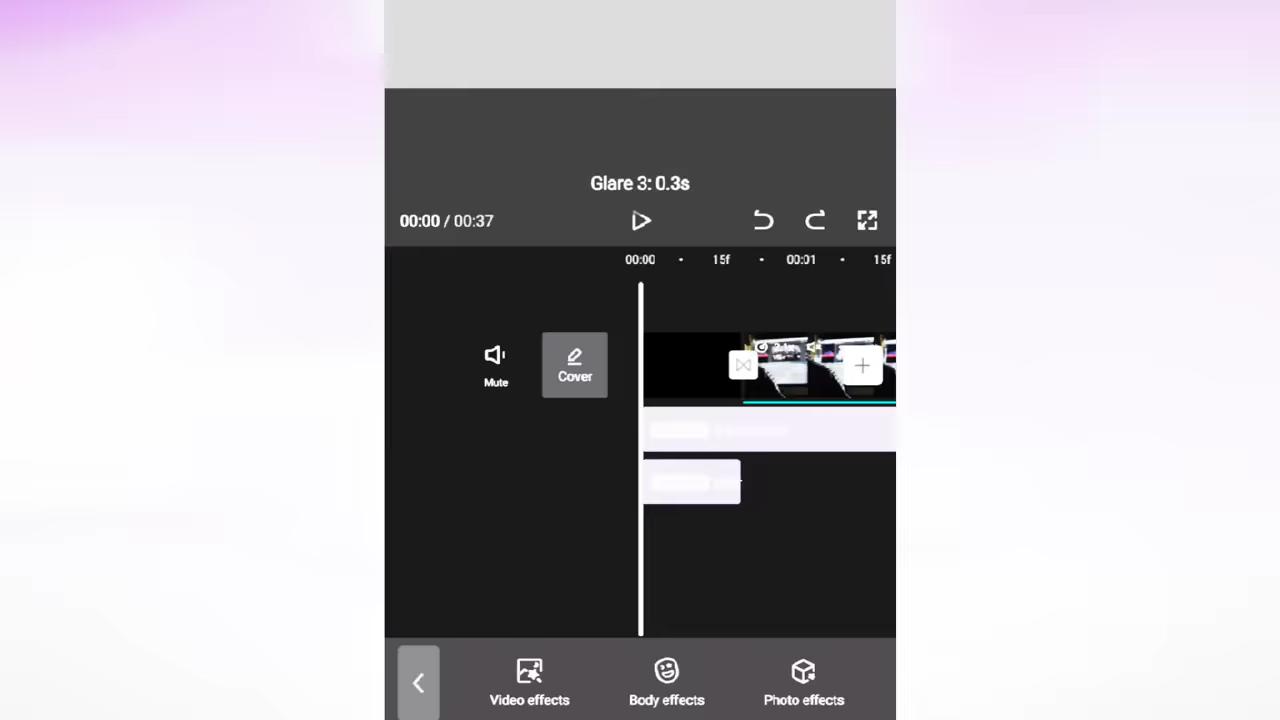 Glare 3: 0.3s
00:00 / 00:37
00:00 15f 00:01 15f
Mute
Cover
Video effects Body effects Photo effects